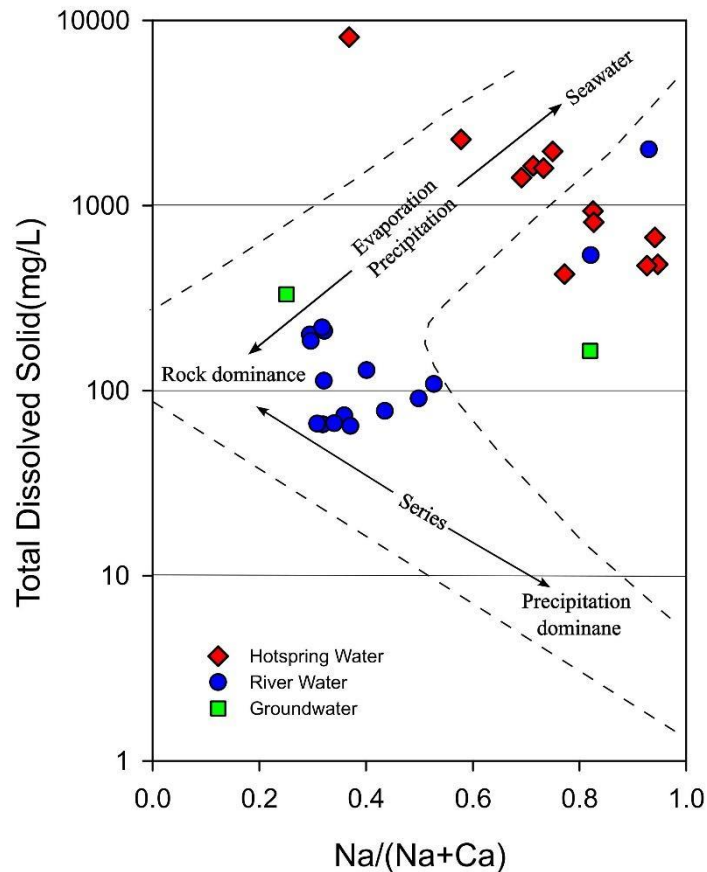 10000
Seawater
Evaporation
Precipitation
1000
Total Dissolved Solid(mg/L)
Rock dominance
100
Series
10
Precipitation
dominane
Hotspring Water
River Water
Groundwater
1
0.0 0.2 0.4 0.6 0.8 1.0
Na/(Na+Ca)